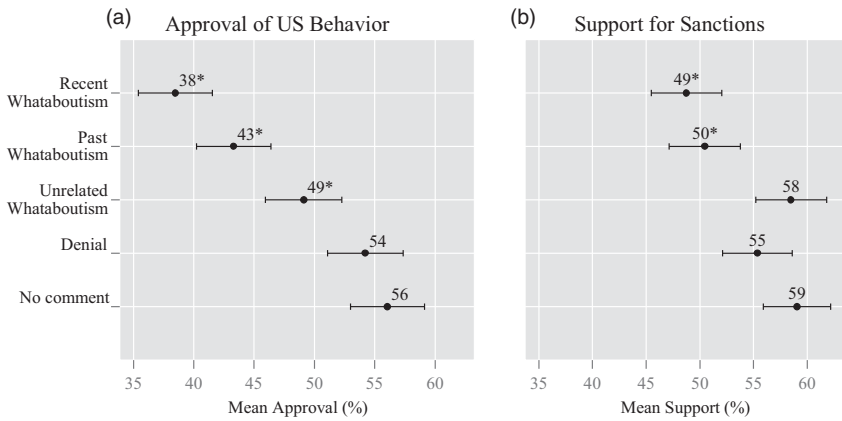 (a) Approval of US Behavior
(b) Support for Sanctions
Recent
Whataboutism
Past
Whataboutism
Unrelated
Whataboutism
Denial
No comment
38*
43*
49*
54
56
49*
50*
58
55
59
35 40 45 50 55 60
35 40 45 50 55 60
Mean Approval (%)
Mean Support (%)